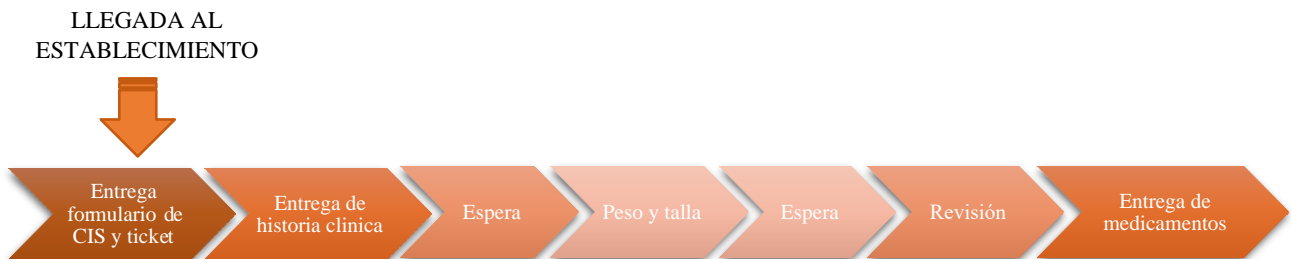 LLEGADA AL
ESTABLECIMIENTO
Entrega
formulario de
CIS y ticket
Entrega de
historia clinica
Espera
Peso y talla
Espera
Revisión
Entrega de
medicamentos